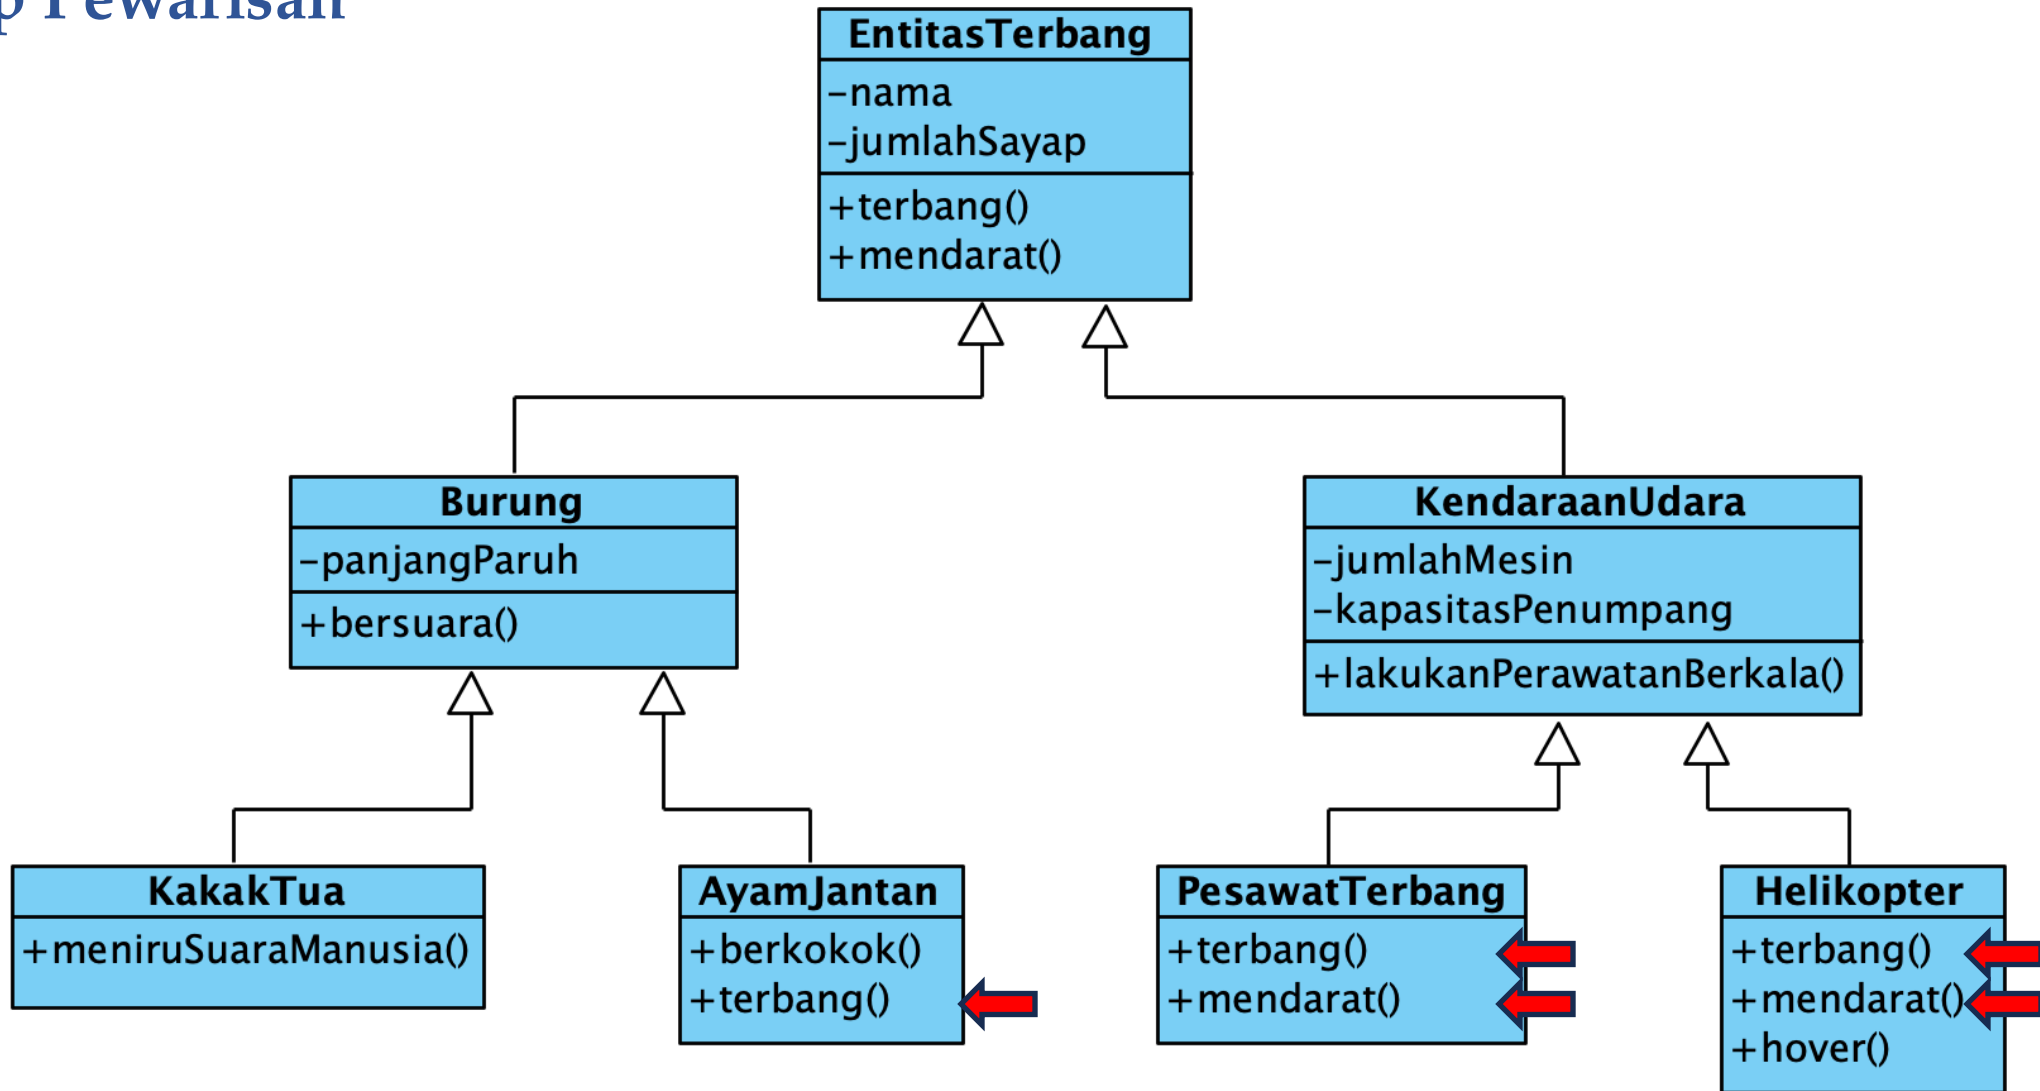 p Pewarisan
EntitasTerbang
-nama
-jumlahSayap
+terbang()
+mendarat()
Burung
-panjangParuh
+bersuara()
KendaraanUdara
-jumlahMesin
-kapasitasPenumpang
+lakukanPerawatanBerkala()
KakakTua
+meniruSuaraManusia()
AyamJantan
+berkokok()
+terbang()
PesawatTerbang
+terbang()
+mendarat()
Helikopter
+terbang()
+mendarat()
+hover()